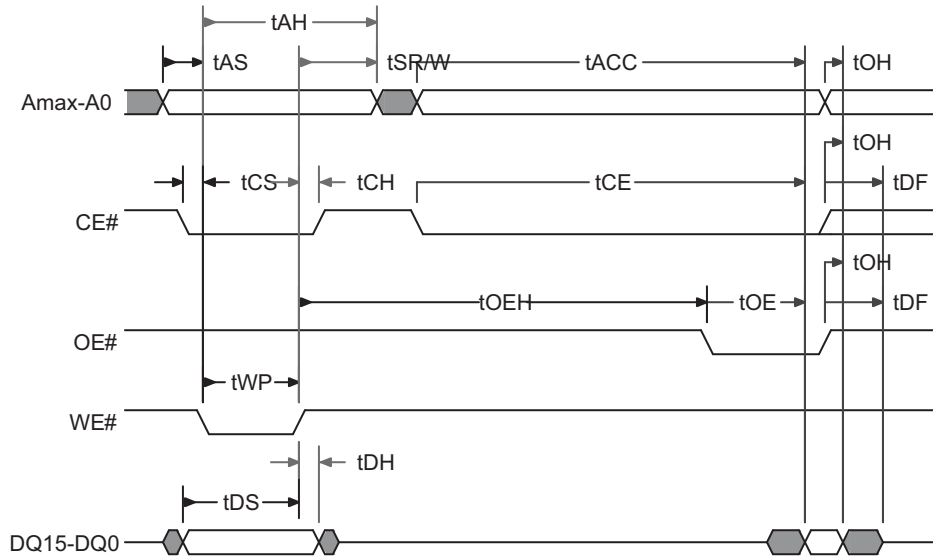 tAH
tAS
tSR/W
tACC
tOH
Amax-A0
tOH
tCS
tCH
tCE
tDF
CE#
tOH
tOEH
tOE
tDF
OE#
tWP
WE#
tDH
tDS
DQ15-DQ0